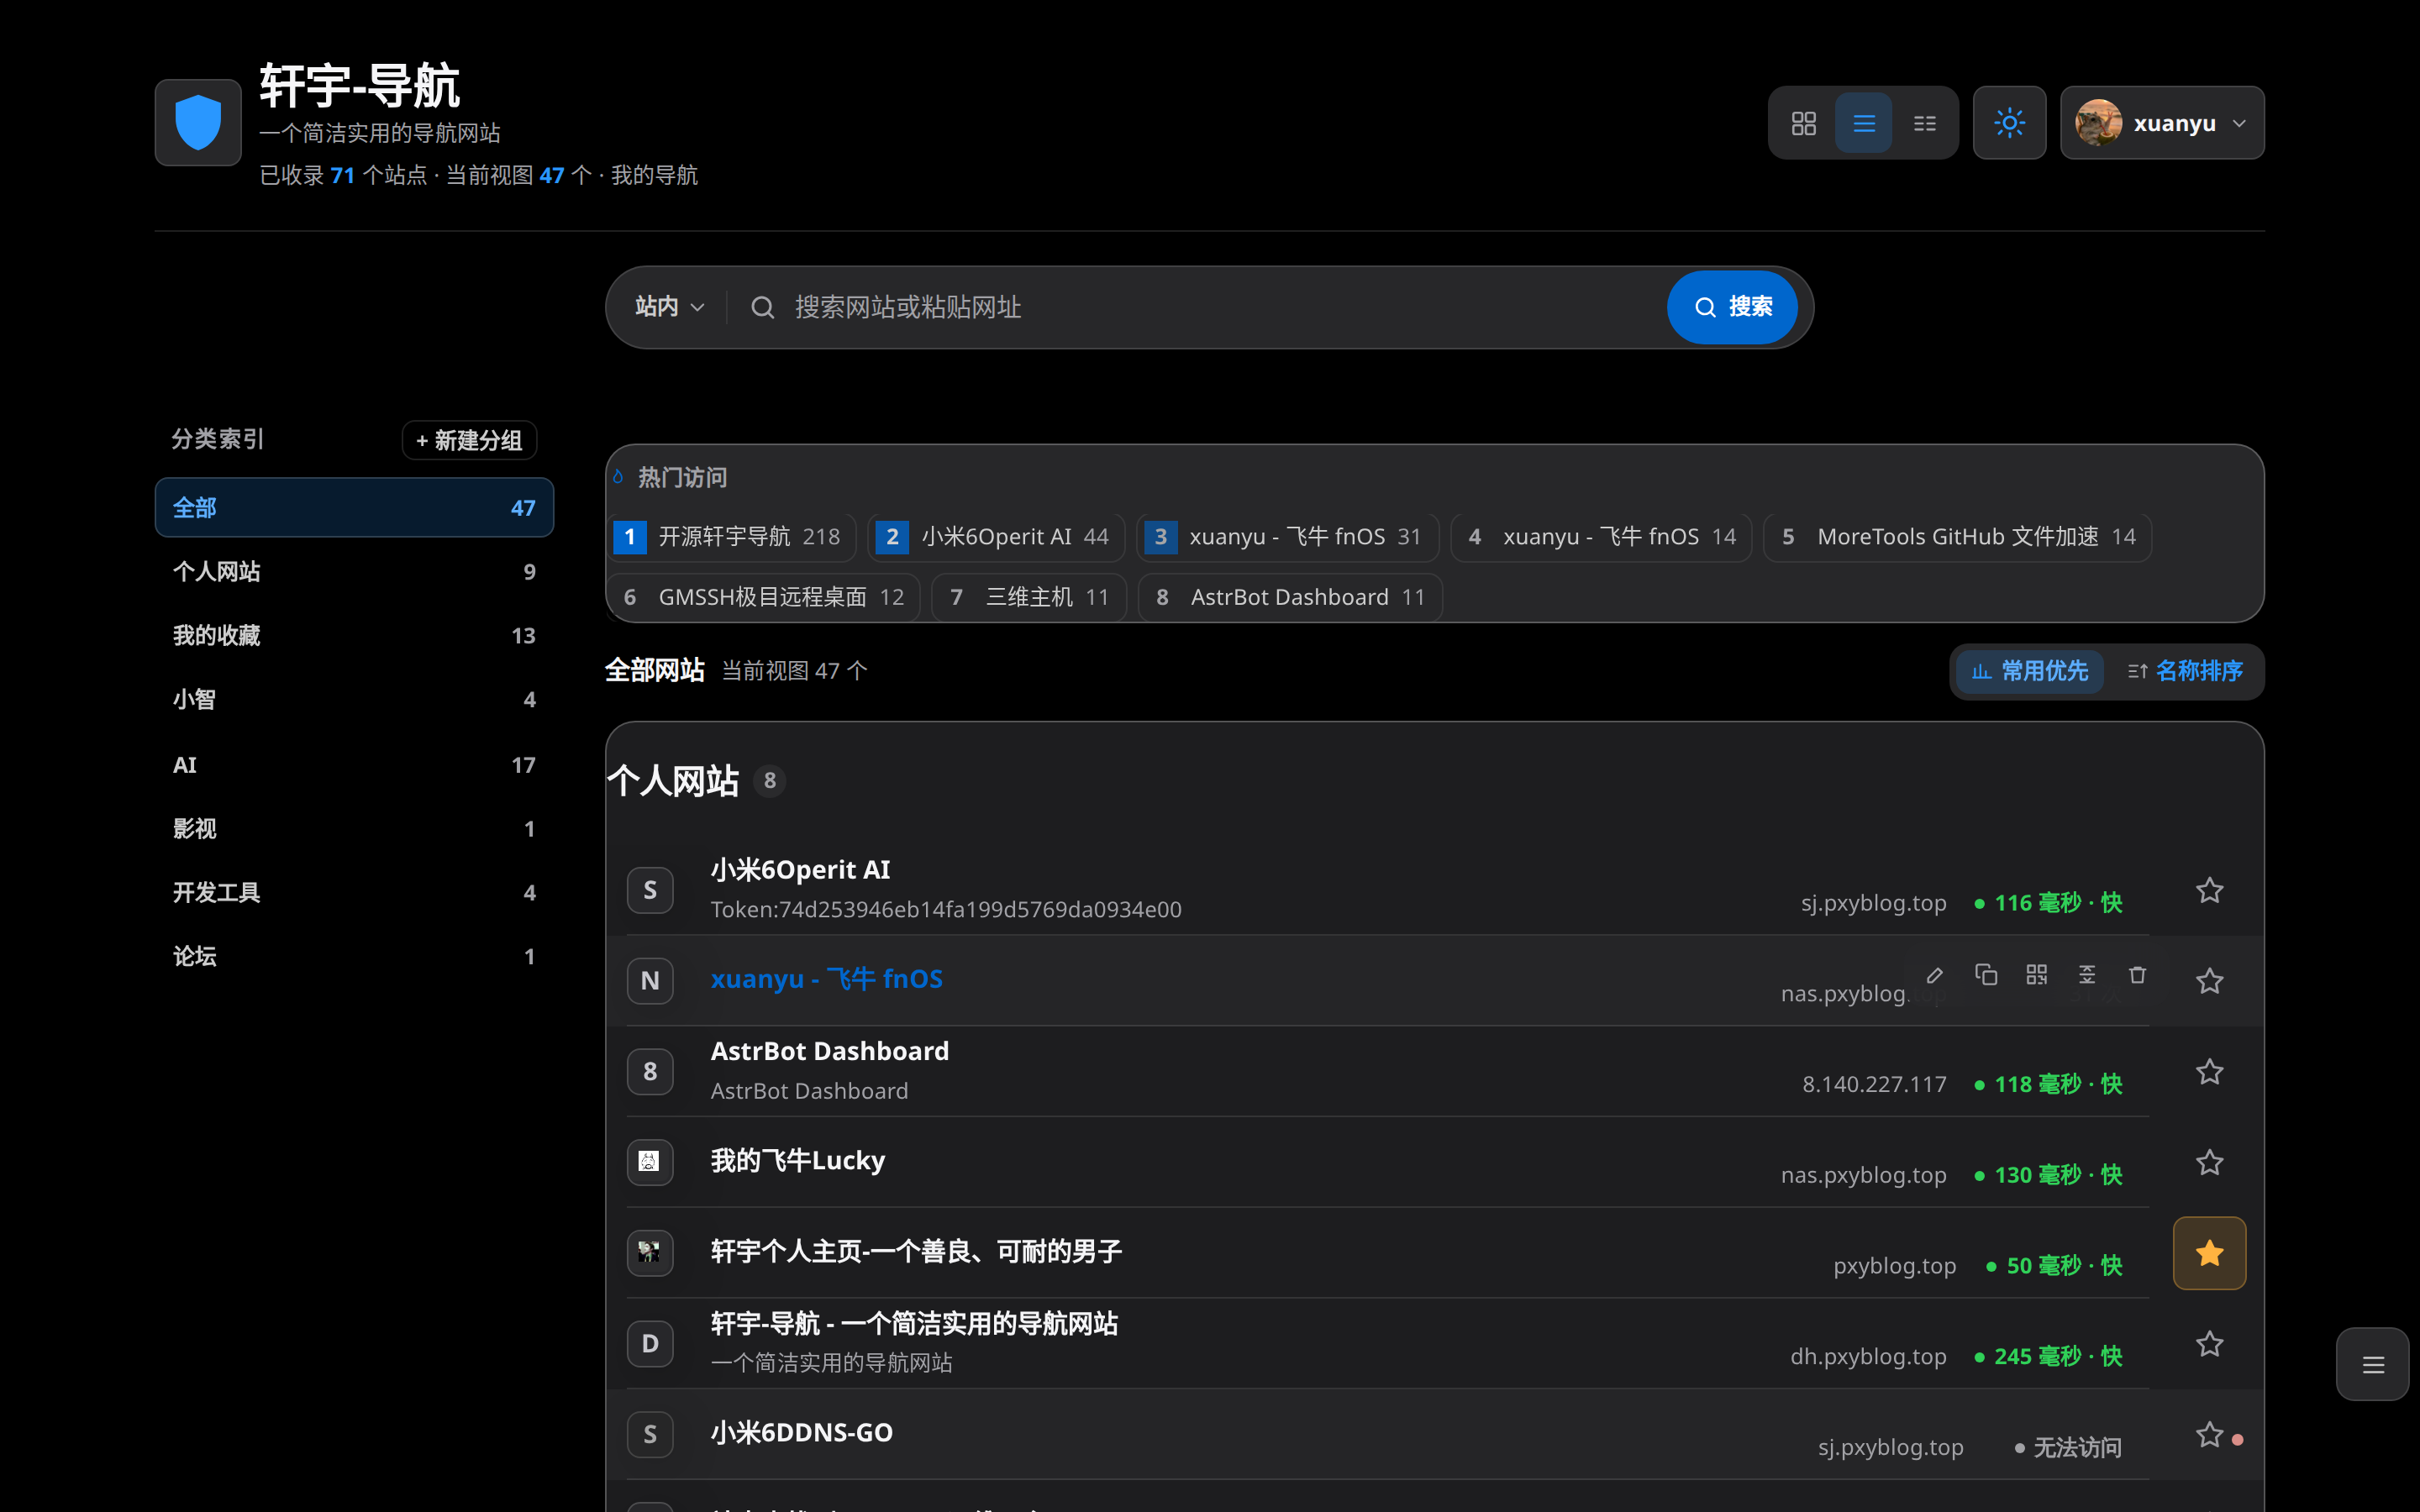 轩宇-导航
一个简洁实用的导航网站
已收录 71 个站点 · 当前视图 47 个 · 我的导航
xuanyu
站内
搜索网站或粘贴网址
搜索
分类索引
+ 新建分组
全部 47
个人网站 9
我的收藏 13
小智 4
AI 17
影视 1
开发工具 4
论坛 1
热门访问
1 开源轩宇导航 218
2 小米6Operit AI 44
3 xuanyu - 飞牛 fnOS 31
4 xuanyu - 飞牛 fnOS 14
5 MoreTools GitHub 文件加速 14
6 GMSSH极目远程桌面 12
7 三维主机 11
8 AstrBot Dashboard 11
全部网站 当前视图 47 个
常用优先
名称排序
个人网站 8
S
小米6Operit AI
Token:74d253946eb14fa199d5769da0934e00
sj.pxyblog.top
116 毫秒 · 快
N
xuanyu - 飞牛 fnOS
nas.pxyblog.top
8
AstrBot Dashboard
AstrBot Dashboard
8.140.227.117
118 毫秒 · 快
我的飞牛Lucky
nas.pxyblog.top
130 毫秒 · 快
轩宇个人主页-一个善良、可耐的男子
pxyblog.top
50 毫秒 · 快
D
轩宇-导航 - 一个简洁实用的导航网站
一个简洁实用的导航网站
dh.pxyblog.top
245 毫秒 · 快
S
小米6DDNS-GO
sj.pxyblog.top
无法访问